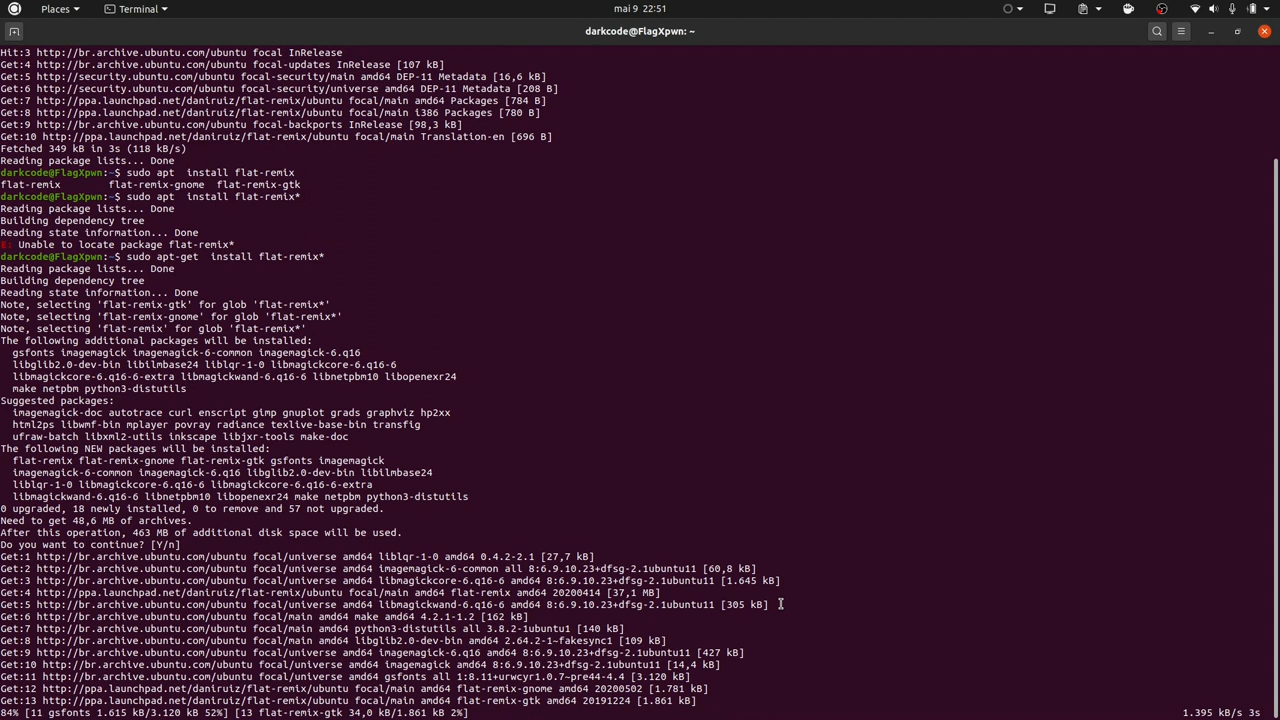 Places
Terminal
mai 9 22:51
darkcode@FlagXpwn: ~
Hit:3 http://br.archive.ubuntu.com/ubuntu focal InRelease
Get:4 http://br.archive.ubuntu.com/ubuntu focal-updates InRelease [107 kB]
Get:5 http://security.ubuntu.com/ubuntu focal-security/main amd64 DEP-11 Metadata [16,6 kB]
Get:6 http://security.ubuntu.com/ubuntu focal-security/universe amd64 DEP-11 Metadata [208 B]
Get:7 http://ppa.launchpad.net/daniruiz/flat-remix/ubuntu focal/main amd64 Packages [784 B]
Get:8 http://ppa.launchpad.net/daniruiz/flat-remix/ubuntu focal/main i386 Packages [780 B]
Get:9 http://br.archive.ubuntu.com/ubuntu focal-backports InRelease [98,3 kB]
Get:10 http://ppa.launchpad.net/daniruiz/flat-remix/ubuntu focal/main Translation-en [696 B]
Fetched 349 kB in 3s (118 kB/s)
Reading package lists... Done
darkcode@FlagXpwn:~$ sudo apt  install flat-remix
flat-remix        flat-remix-gnome  flat-remix-gtk
darkcode@FlagXpwn:~$ sudo apt  install flat-remix*
Reading package lists... Done
Building dependency tree
Reading state information... Done
E: Unable to locate package flat-remix*
darkcode@FlagXpwn:~$ sudo apt-get  install flat-remix*
Reading package lists... Done
Building dependency tree
Reading state information... Done
Note, selecting 'flat-remix-gtk' for glob 'flat-remix*'
Note, selecting 'flat-remix-gnome' for glob 'flat-remix*'
Note, selecting 'flat-remix' for glob 'flat-remix*'
The following additional packages will be installed:
  gsfonts imagemagick imagemagick-6-common imagemagick-6.q16
  libglib2.0-dev-bin libilmbase24 liblqr-1-0 libmagickcore-6.q16-6
  libmagickcore-6.q16-6-extra libmagickwand-6.q16-6 libnetpbm10 libopenexr24
  make netpbm python3-distutils
Suggested packages:
  imagemagick-doc autotrace curl enscript gimp gnuplot grads graphviz hp2xx
  html2ps libwmf-bin mplayer povray radiance texlive-base-bin transfig
  ufraw-batch libxml2-utils inkscape libjxr-tools make-doc
The following NEW packages will be installed:
  flat-remix flat-remix-gnome flat-remix-gtk gsfonts imagemagick
  imagemagick-6-common imagemagick-6.q16 libglib2.0-dev-bin libilmbase24
  liblqr-1-0 libmagickcore-6.q16-6 libmagickcore-6.q16-6-extra
  libmagickwand-6.q16-6 libnetpbm10 libopenexr24 make netpbm python3-distutils
0 upgraded, 18 newly installed, 0 to remove and 57 not upgraded.
Need to get 48,6 MB of archives.
After this operation, 463 MB of additional disk space will be used.
Do you want to continue? [Y/n]
Get:1 http://br.archive.ubuntu.com/ubuntu focal/universe amd64 liblqr-1-0 amd64 0.4.2-2.1 [27,7 kB]
Get:2 http://br.archive.ubuntu.com/ubuntu focal/universe amd64 imagemagick-6-common all 8:6.9.10.23+dfsg-2.1ubuntu11 [60,8 kB]
Get:3 http://br.archive.ubuntu.com/ubuntu focal/universe amd64 libmagickcore-6.q16-6 amd64 8:6.9.10.23+dfsg-2.1ubuntu11 [1.645 kB]
Get:4 http://ppa.launchpad.net/daniruiz/flat-remix/ubuntu focal/main amd64 flat-remix amd64 20200414 [37,1 MB]
Get:5 http://br.archive.ubuntu.com/ubuntu focal/universe amd64 libmagickwand-6.q16-6 amd64 8:6.9.10.23+dfsg-2.1ubuntu11 [305 kB]
Get:6 http://br.archive.ubuntu.com/ubuntu focal/main amd64 make amd64 4.2.1-1.2 [162 kB]
Get:7 http://br.archive.ubuntu.com/ubuntu focal/main amd64 python3-distutils all 3.8.2-1ubuntu1 [140 kB]
Get:8 http://br.archive.ubuntu.com/ubuntu focal/main amd64 libglib2.0-dev-bin amd64 2.64.2-1~fakesync1 [109 kB]
Get:9 http://br.archive.ubuntu.com/ubuntu focal/universe amd64 imagemagick-6.q16 amd64 8:6.9.10.23+dfsg-2.1ubuntu11 [427 kB]
Get:10 http://br.archive.ubuntu.com/ubuntu focal/universe amd64 imagemagick amd64 8:6.9.10.23+dfsg-2.1ubuntu11 [14,4 kB]
Get:11 http://br.archive.ubuntu.com/ubuntu focal/universe amd64 gsfonts all 1:8.11+urwcyr1.0.7~pre44-4.4 [3.120 kB]
Get:12 http://ppa.launchpad.net/daniruiz/flat-remix/ubuntu focal/main amd64 flat-remix-gnome amd64 20200502 [1.781 kB]
Get:13 http://ppa.launchpad.net/daniruiz/flat-remix/ubuntu focal/main amd64 flat-remix-gtk amd64 20191224 [1.861 kB]
84% [11 gsfonts 1.615 kB/3.120 kB 52%] [13 flat-remix-gtk 34,0 kB/1.861 kB 2%] 1.395 kB/s 3s